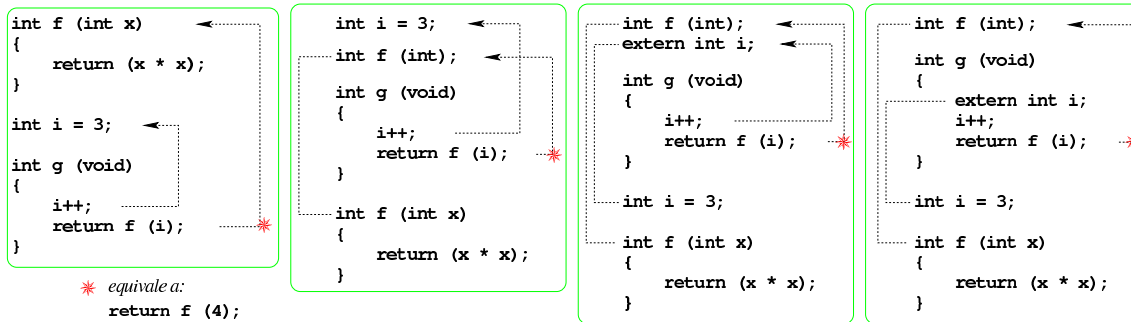 int f (int x)
{
    return (x * x);
}
int i = 3;
int g (void)
{
    i++;
    return f (i);
}
equivale a:
return f (4);
int i = 3;
int f (int);
int g (void)
{
    i++;
    return f (i);
}
int f (int x)
{
    return (x * x);
}
int f (int);
extern int i;
int g (void)
{
    i++;
    return f (i);
}
int i = 3;
int f (int x)
{
    return (x * x);
}
int f (int);
int g (void)
{
    extern int i;
    i++;
    return f (i);
}
int i = 3;
int f (int x)
{
    return (x * x);
}